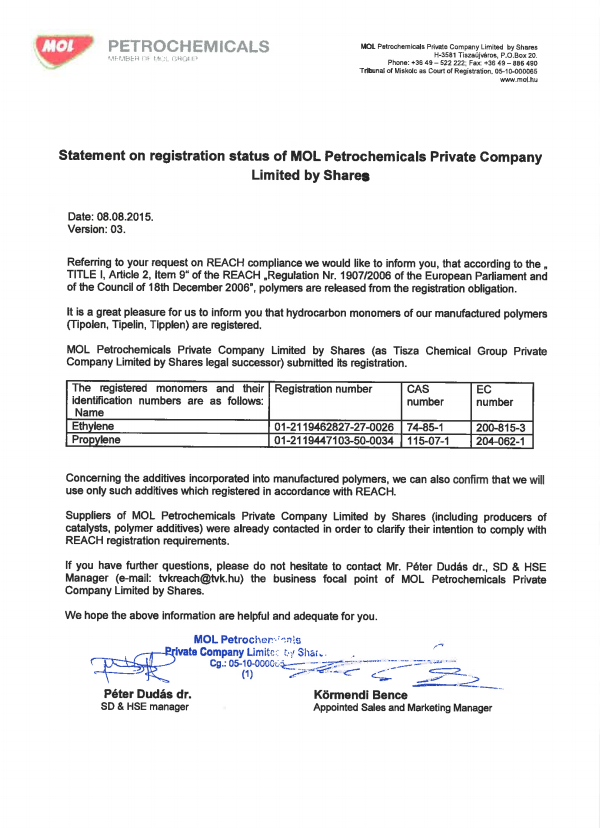 MOL
PETROCHEMICALS
MEMBER OF MOL GROUP
MOL Petrochemicals Private Company Limited by Shares
H-3581 Tiszaújváros, P.O.Box 20.
Phone: +36 49 – 522 222; Fax: +36 49 – 886 490
Tribunal of Miskolc as Court of Registration, 05-10-000065
www.mol.hu
Statement on registration status of MOL Petrochemicals Private Company
Limited by Shares
Date: 08.08.2015.
Version: 03.
Referring to your request on REACH compliance we would like to inform you, that according to the „
TITLE I, Article 2, Item 9“ of the REACH „Regulation Nr. 1907/2006 of the European Parliament and
of the Council of 18th December 2006“, polymers are released from the registration obligation.
It is a great pleasure for us to inform you that hydrocarbon monomers of our manufactured polymers
(Tipolen, Tipelin, Tipplen) are registered.
MOL Petrochemicals Private Company Limited by Shares (as Tisza Chemical Group Private
Company Limited by Shares legal successor) submitted its registration.
The registered monomers and their Registration number CAS EC
identification numbers are as follows: number number
Name
Ethylene 01-2119462827-27-0026 74-85-1 200-815-3
Propylene 01-2119447103-50-0034 115-07-1 204-062-1
Concerning the additives incorporated into manufactured polymers, we can also confirm that we will
use only such additives which registered in accordance with REACH.
Suppliers of MOL Petrochemicals Private Company Limited by Shares (including producers of
catalysts, polymer additives) were already contacted in order to clarify their intention to comply with
REACH registration requirements.
If you have further questions, please do not hesitate to contact Mr. Péter Dudás dr., SD & HSE
Manager (e-mail: tvkreach@tvk.hu) the business focal point of MOL Petrochemicals Private
Company Limited by Shares.
We hope the above information are helpful and adequate for you.
MOL Petrochemicals
Private Company Limited by Shares
Cg.: 05-10-000065
(1)
Péter Dudás dr.
SD & HSE manager
Körmendi Bence
Appointed Sales and Marketing Manager